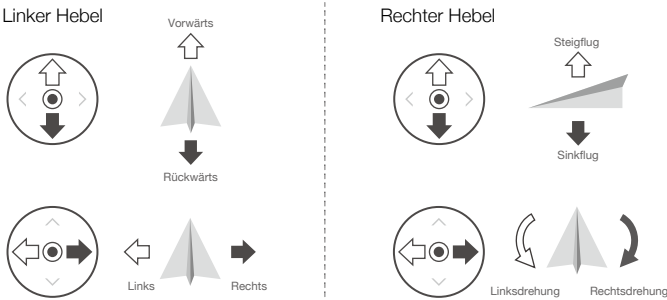 Linker Hebel
Vorwärts
Rückwärts
Links
Rechts
Rechter Hebel
Steigflug
Sinkflug
Linksdrehung
Rechtsdrehung